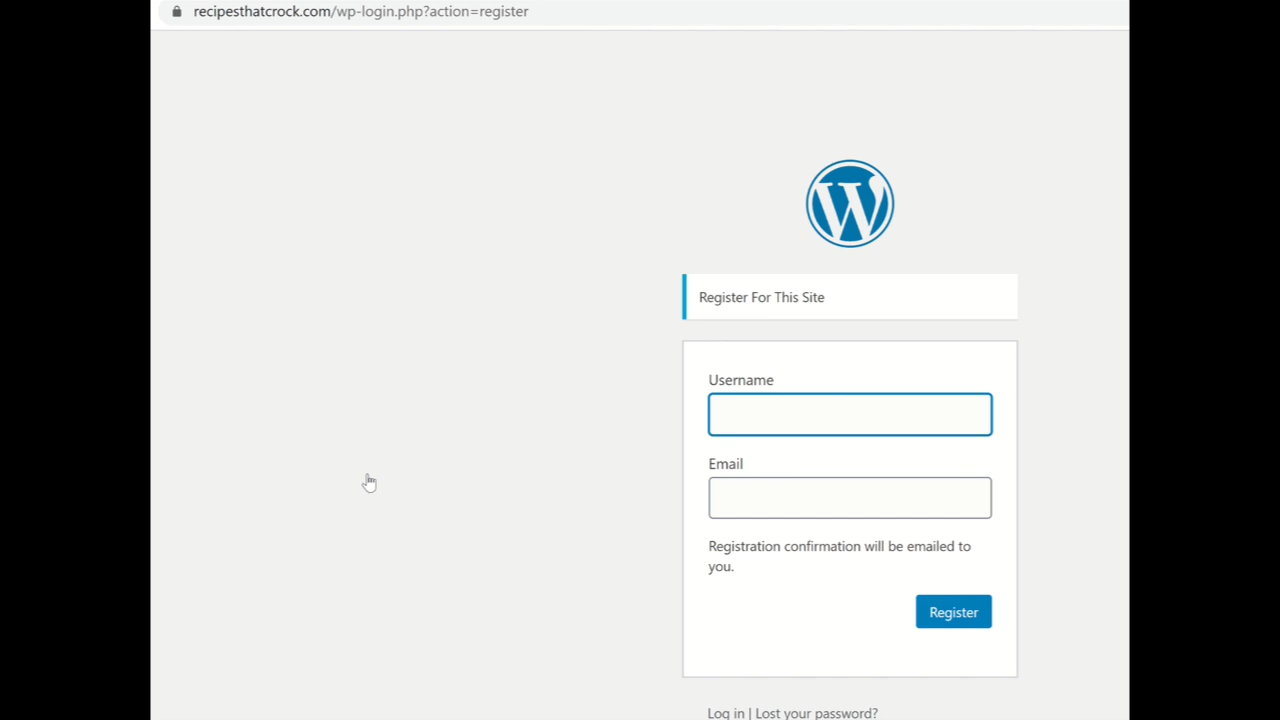 recipesthatcrock.com/wp-login.php?action=register
Register For This Site
Username
Email
Registration confirmation will be emailed to
you.
Register
Log in | Lost your password?